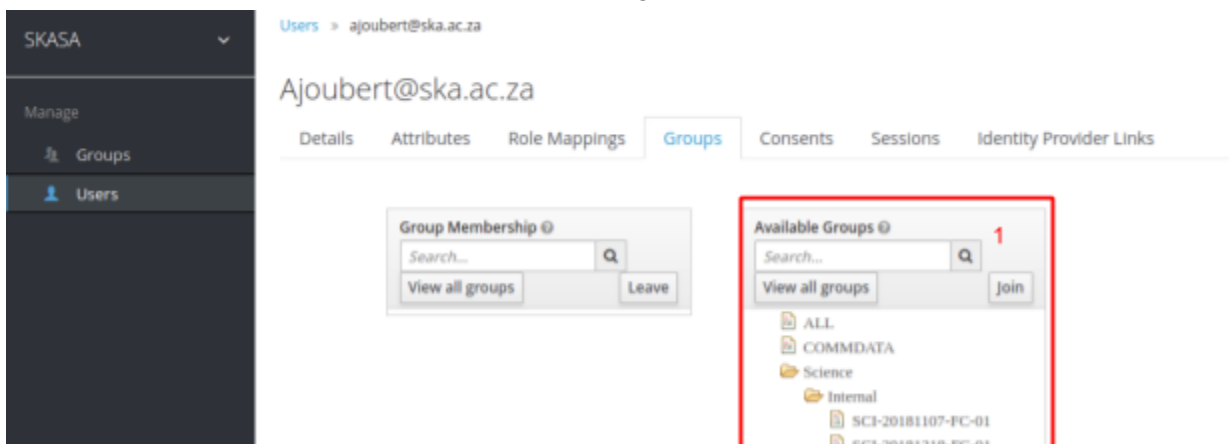 SKASA
Users » ajoubert@ska.ac.za
Ajoubert@ska.ac.za
Manage
Groups
Users
Details Attributes Role Mappings Groups Consents Sessions Identity Provider Links
Group Membership
Search...
View all groups Leave
Available Groups
1
Search...
View all groups Join
ALL
COMMDATA
Science
Internal
SCI-20181107-FC-01